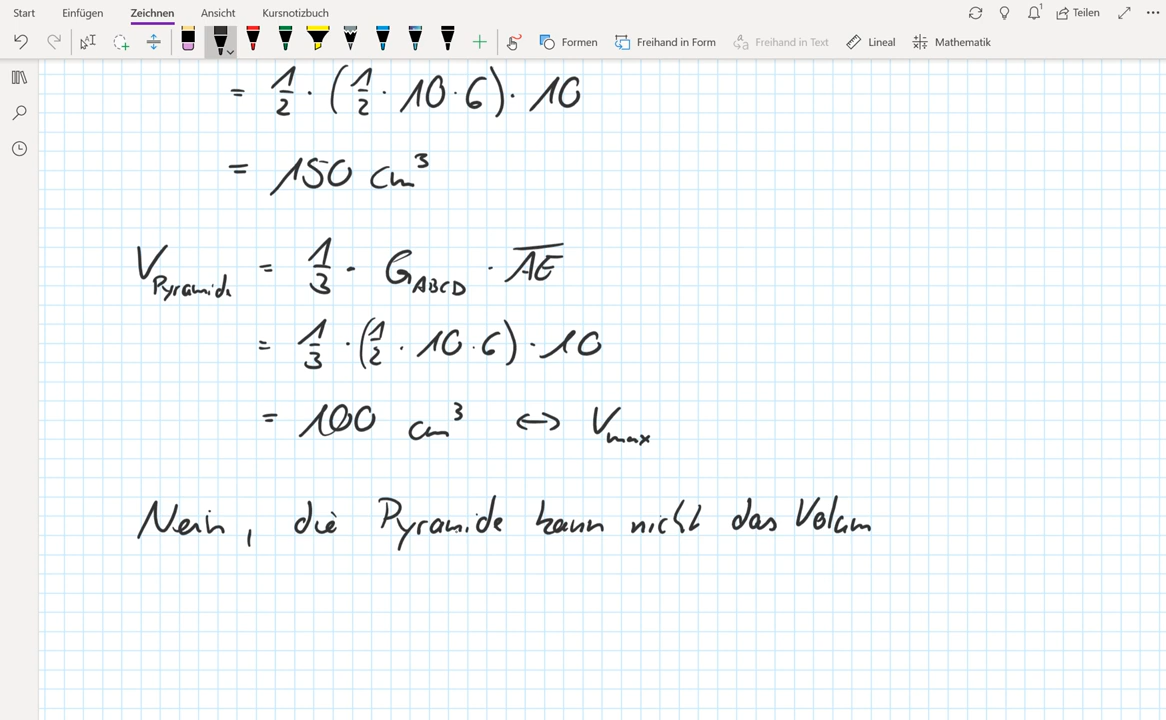 Start Einfügen Zeichnen Ansicht Kursnotizbuch 1 Teilen
Formen Freihand in Form Freihand in Text Lineal Mathematik
= 1/2 · (1/2 · 10 · 6) · 10
= 150 cm³
V_Pyramide = 1/3 · G_ABCD · A̅E̅
= 1/3 · (1/2 · 10 · 6) · 10
= 100 cm³ ↔ V_max
Nein, die Pyramide kann nicht das Volum